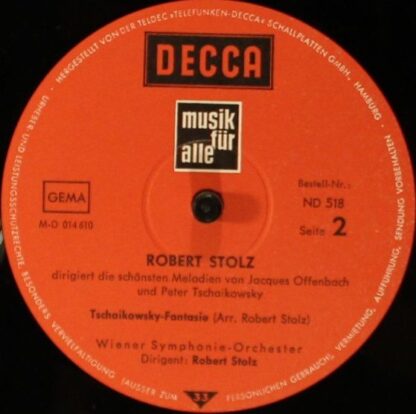 HERGESTELLT VON DER TELDEC »TELEFUNKEN-DECCA« SCHALLPLATTEN GMBH., HAMBURG -
URHEBER UND LEISTUNGSSCHUTZRECHTE, BESONDERS VERVIELFÄLTIGUNG (AUSSER ZUM PERSÖNLICHEN GEBRAUCH), VERMIETUNG, AUFFÜHRUNG, SENDUNG VORBEHALTEN
DECCA
musik
für
alle
GEMA
M-D 014610
Bestell-Nr.:
ND 518
Seite 2
ROBERT STOLZ
dirigiert die schönsten Melodien von Jacques Offenbach
und Peter Tschaikowsky
Tschaikowsky-Fantasie (Arr. Robert Stolz)
Wiener Symphonie-Orchester
Dirigent: Robert Stolz
33